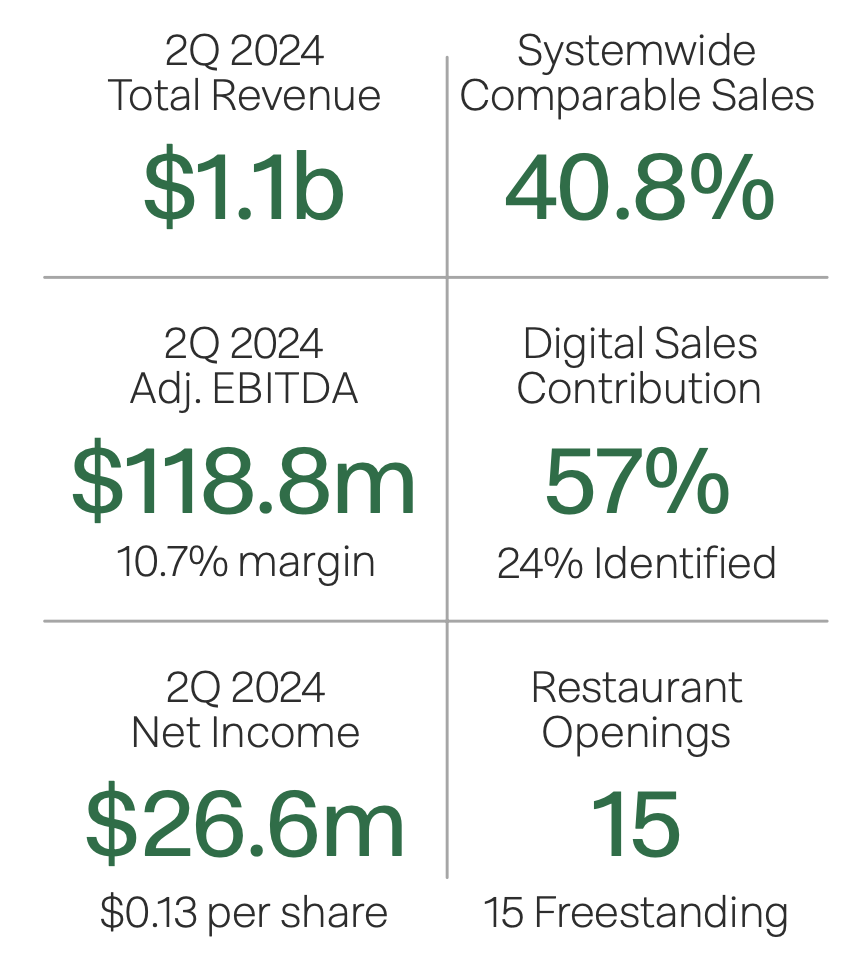 2Q 2024
Total Revenue
$1.1b
Systemwide
Comparable Sales
40.8%
2Q 2024
Adj. EBITDA
$118.8m
10.7% margin
Digital Sales
Contribution
57%
24% Identified
2Q 2024
Net Income
$26.6m
$0.13 per share
Restaurant
Openings
15
15 Freestanding